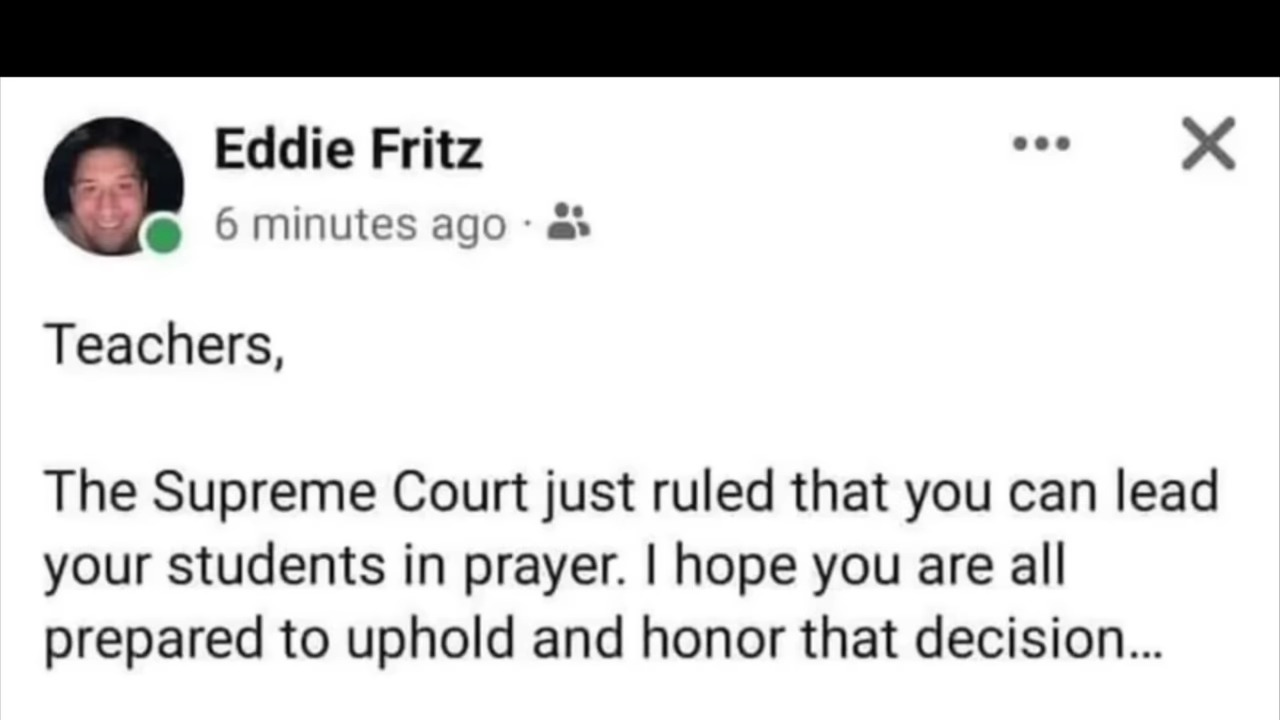 Eddie Fritz
6 minutes ago ·
Teachers,
The Supreme Court just ruled that you can lead
your students in prayer. I hope you are all
prepared to uphold and honor that decision...